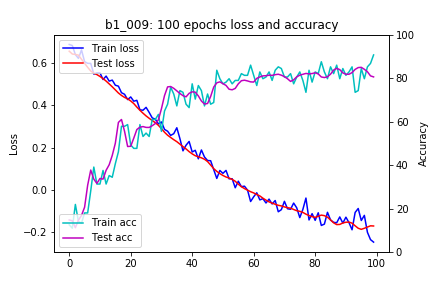 b1_009: 100 epochs loss and accuracy
Train loss
Test loss
Train acc
Test acc
Loss
0.6
0.4
0.2
0.0
−0.2
100
80
60
40
20
0
Accuracy
0
20
40
60
80
100